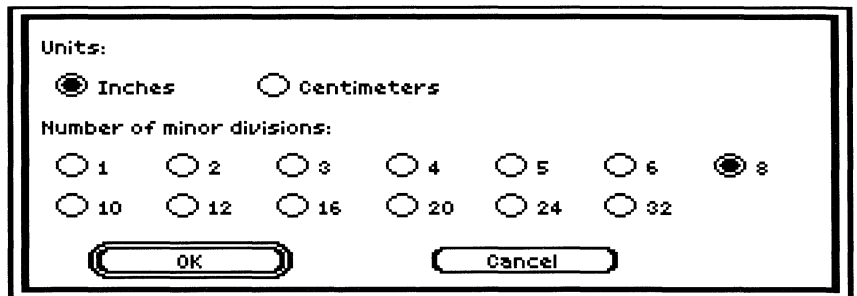 Units:
Inches Centimeters
Number of minor divisions:
1 2 3 4 5 6 8
10 12 16 20 24 32
OK Cancel